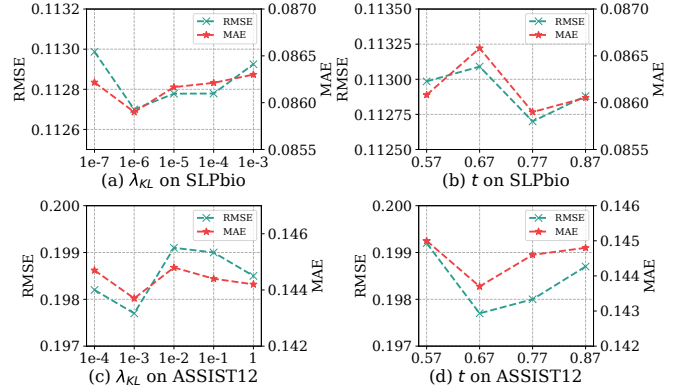 0.1132
0.1130
0.1128
0.1126
RMSE
0.0870
0.0865
0.0860
0.0855
MAE
RMSE
MAE
1e-7 1e-6 1e-5 1e-4 1e-3
(a) λKL on SLPbio
0.11350
0.11325
0.11300
0.11275
0.11250
RMSE
0.0870
0.0865
0.0860
0.0855
MAE
RMSE
MAE
0.57 0.67 0.77 0.87
(b) t on SLPbio
0.200
0.199
0.198
0.197
RMSE
0.146
0.144
0.142
MAE
RMSE
MAE
1e-4 1e-3 1e-2 1e-1 1
(c) λKL on ASSIST12
0.200
0.199
0.198
0.197
RMSE
0.146
0.145
0.144
0.143
0.142
MAE
RMSE
MAE
0.57 0.67 0.77 0.87
(d) t on ASSIST12